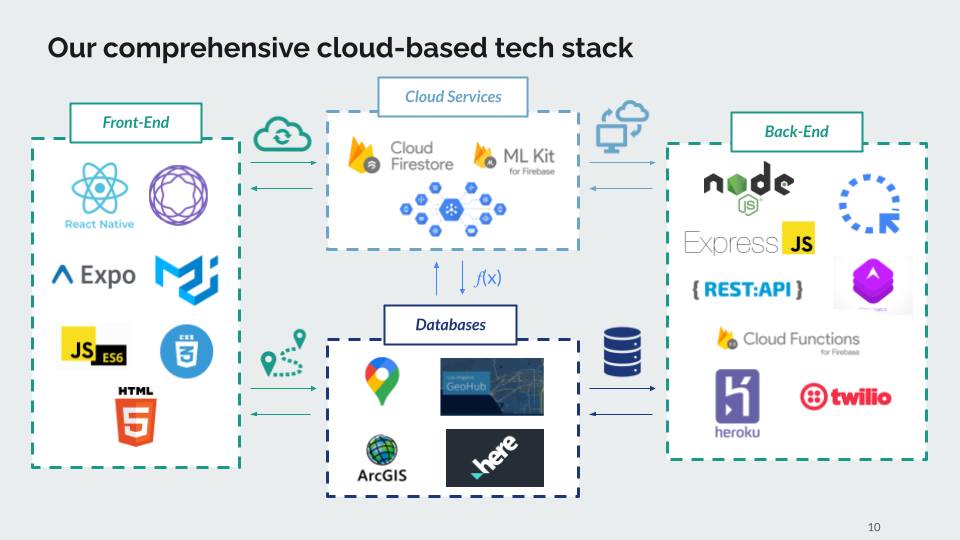 Our comprehensive cloud-based tech stack
Front-End
React Native
Expo
JS
ES6
CSS
3
HTML
5
Cloud Services
Cloud
Firestore
ML Kit
for Firebase
f(x)
Databases
Los Angeles
GeoHub
ArcGIS
here
Back-End
node
JS
Express
JS
{ REST:API }
Cloud Functions
for Firebase
heroku
twilio
10